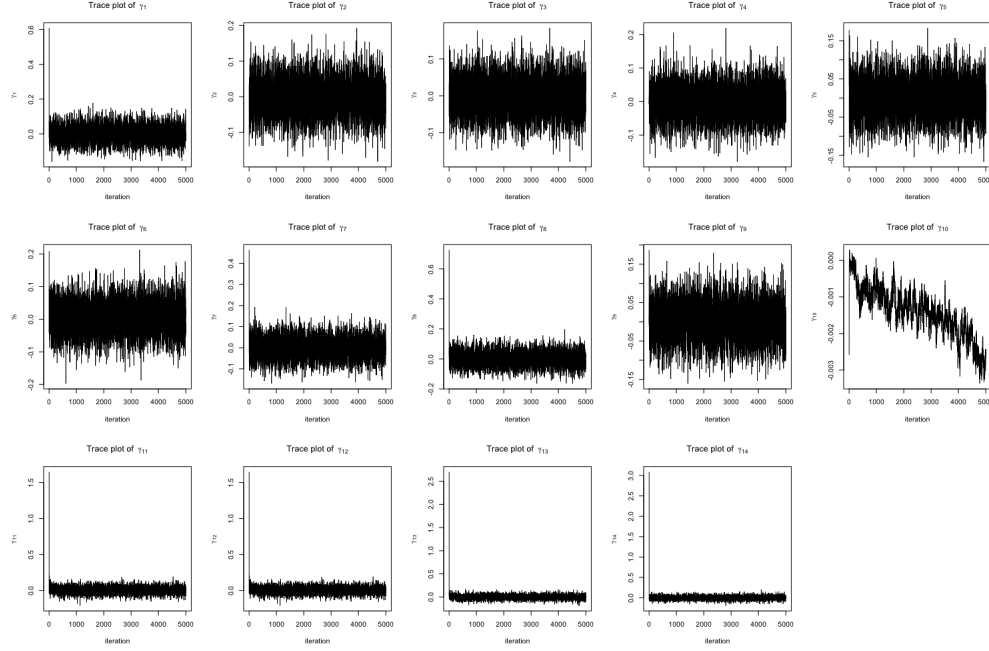 Trace plot of γ₁
0.6
0.4
0.2
0.0
γ₁
0 1000 2000 3000 4000 5000
iteration
Trace plot of γ₂
0.2
0.1
0.0
-0.1
γ₂
0 1000 2000 3000 4000 5000
iteration
Trace plot of γ₃
0.1
0.0
-0.1
γ₃
0 1000 2000 3000 4000 5000
iteration
Trace plot of γ₄
0.2
0.1
0.0
-0.1
γ₄
0 1000 2000 3000 4000 5000
iteration
Trace plot of γ₅
0.15
0.05
-0.05
-0.15
γ₅
0 1000 2000 3000 4000 5000
iteration
Trace plot of γ₆
0.2
0.1
0.0
-0.1
-0.2
γ₆
0 1000 2000 3000 4000 5000
iteration
Trace plot of γ₇
0.4
0.3
0.2
0.1
0.0
-0.1
γ₇
0 1000 2000 3000 4000 5000
iteration
Trace plot of γ₈
0.6
0.4
0.2
0.0
-0.2
γ₈
0 1000 2000 3000 4000 5000
iteration
Trace plot of γ₉
0.15
0.05
-0.05
-0.15
γ₉
0 1000 2000 3000 4000 5000
iteration
Trace plot of γ₁₀
0.000
-0.001
-0.002
-0.003
γ₁₀
0 1000 2000 3000 4000 5000
iteration
Trace plot of γ₁₁
1.5
1.0
0.5
0.0
γ₁₁
0 1000 2000 3000 4000 5000
iteration
Trace plot of γ₁₂
1.5
1.0
0.5
0.0
γ₁₂
0 1000 2000 3000 4000 5000
iteration
Trace plot of γ₁₃
2.5
2.0
1.5
1.0
0.5
0.0
γ₁₃
0 1000 2000 3000 4000 5000
iteration
Trace plot of γ₁₄
3.0
2.5
2.0
1.5
1.0
0.5
0.0
γ₁₄
0 1000 2000 3000 4000 5000
iteration